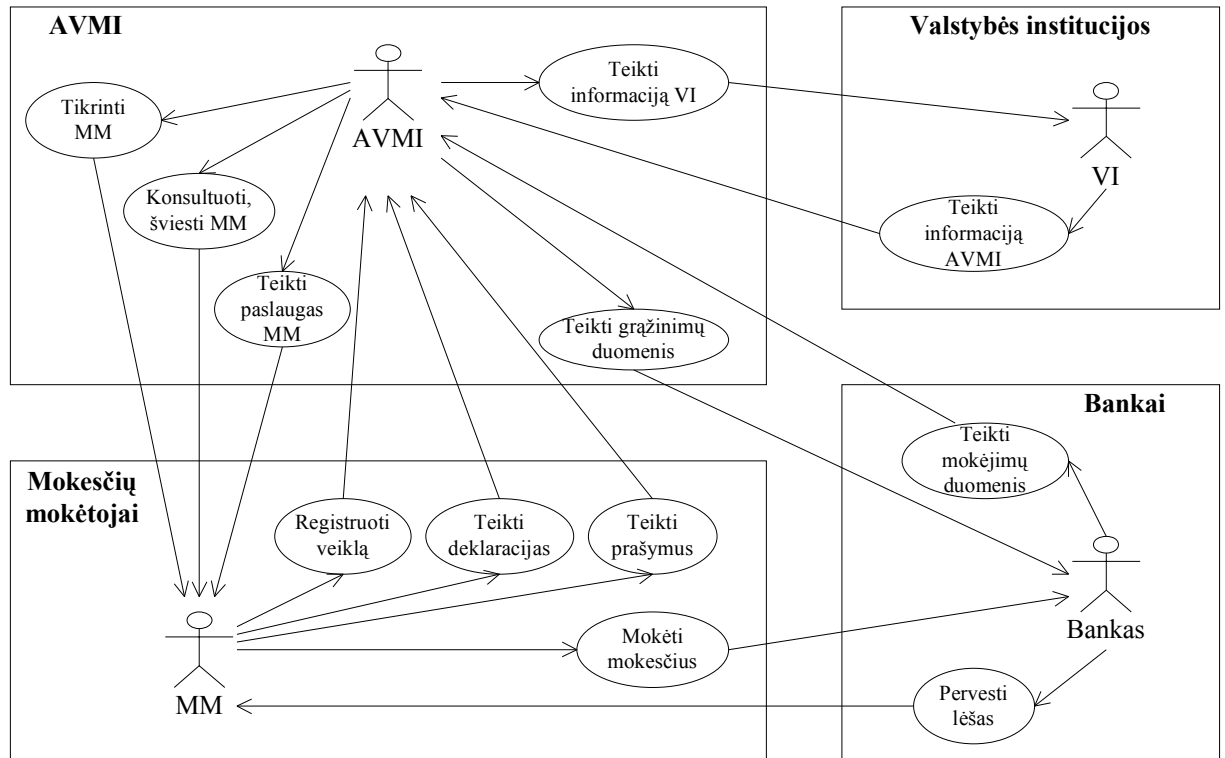 AVMI
Valstybės institucijos
Tikrinti
MM
AVMI
Teikti
informaciją VI
VI
Konsultuoti,
šviesti MM
Teikti
informaciją
AVMI
Teikti
paslaugas
MM
Teikti grąžinimų
duomenis
Bankai
Teikti
mokėjimų
duomenis
Mokesčių
mokėtojai
Registruoti
veiklą
Teikti
deklaracijas
Teikti
prašymus
Bankas
Mokėti
mokesčius
MM
Pervesti
lėšas